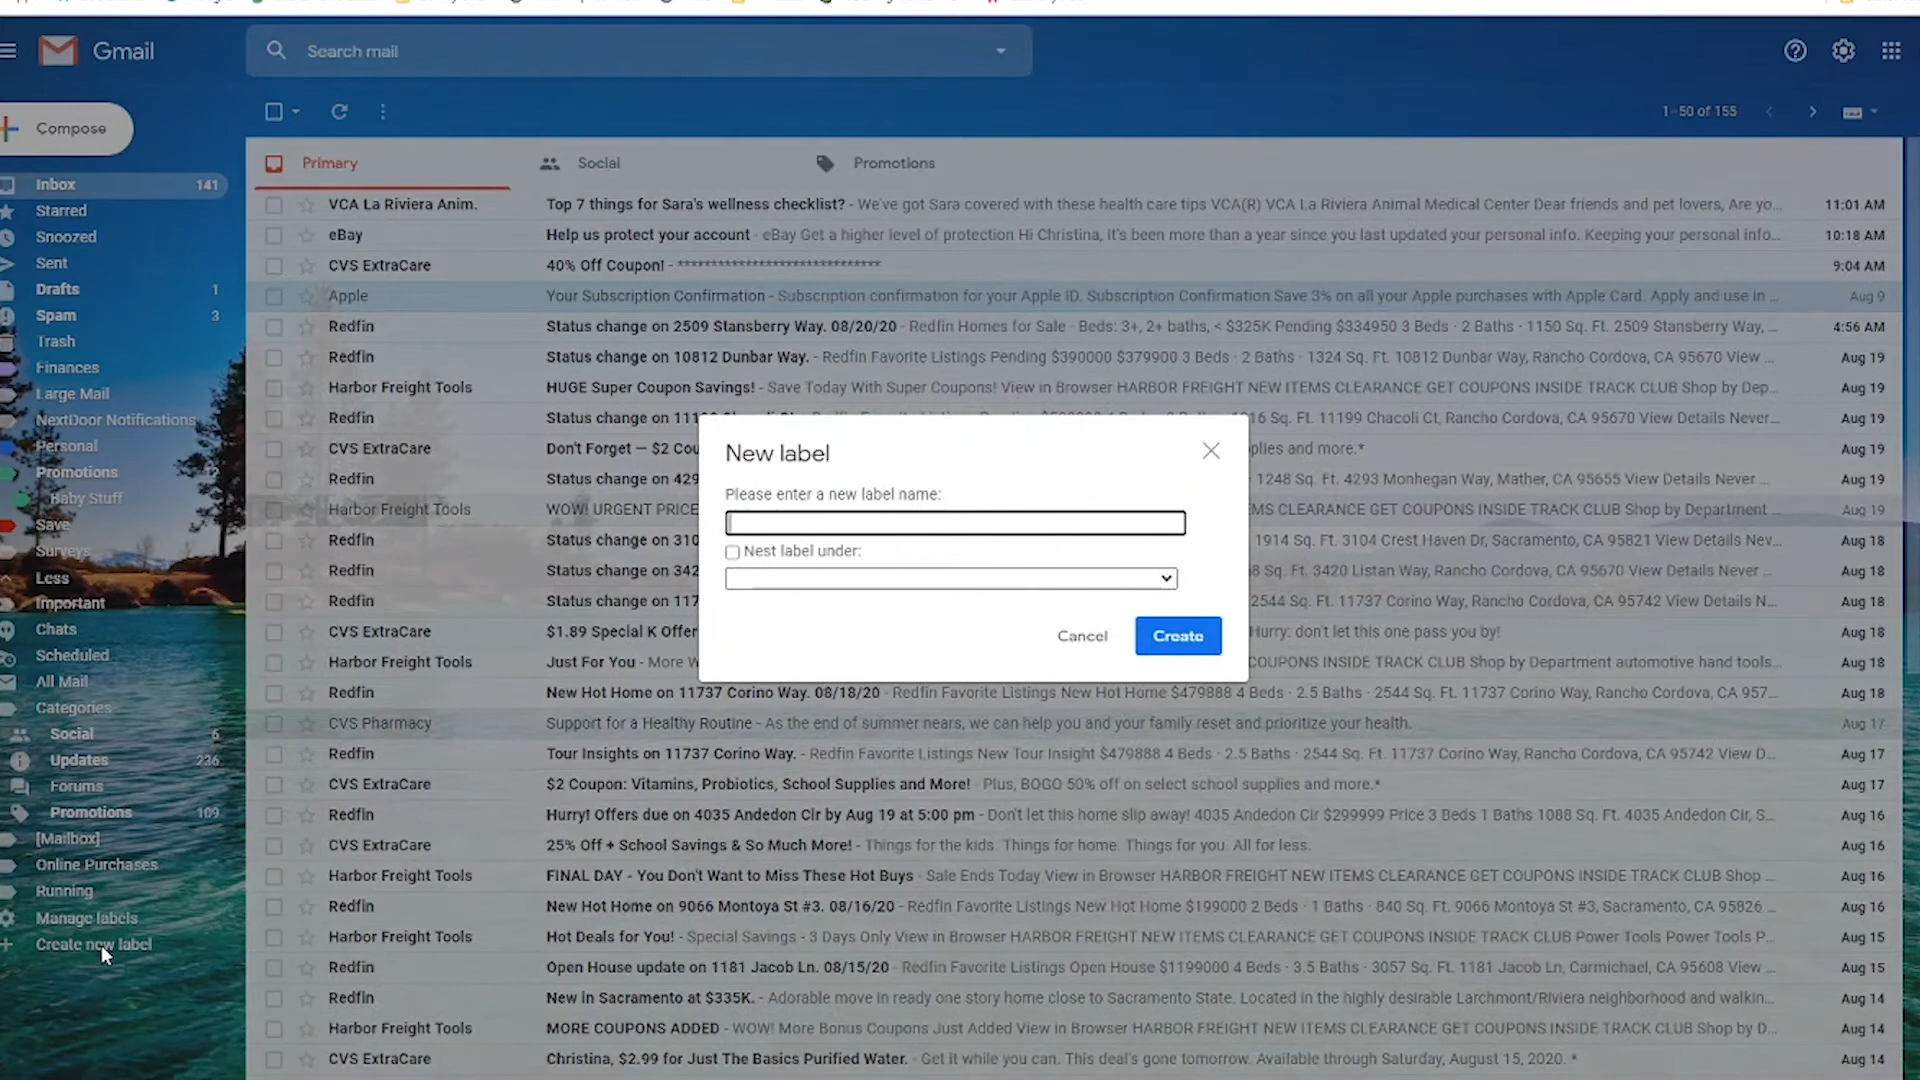 Gmail
Search mail
Compose
1–50 of 155
Inbox 141
Starred
Snoozed
Sent
Drafts 1
Spam 3
Trash
Finances
Large Mail
NextDoor Notifications
Personal
Promotions 12
Baby Stuff
Save
Surveys
Less
Important
Chats
Scheduled
All Mail
Categories
Social 6
Updates 236
Forums
Promotions 109
[Mailbox]
Online Purchases
Running
Manage labels
Create new label
Primary Social Promotions
VCA La Riviera Anim. Top 7 things for Sara's wellness checklist? - We've got Sara covered with these health care tips VCA(R) VCA La Riviera Animal Medical Center Dear friends and pet lovers, Are yo... 11:01 AM
eBay Help us protect your account - eBay Get a higher level of protection Hi Christina, It's been more than a year since you last updated your personal info. Keeping your personal info... 10:18 AM
CVS ExtraCare 40% Off Coupon! - ****************************** 9:04 AM
Apple Your Subscription Confirmation - Subscription confirmation for your Apple ID. Subscription Confirmation Save 3% on all your Apple purchases with Apple Card. Apply and use in ... Aug 9
Redfin Status change on 2509 Stansberry Way. 08/20/20 - Redfin Homes for Sale · Beds: 3+, 2+ baths, < $325K Pending $334950 3 Beds · 2 Baths · 1150 Sq. Ft. 2509 Stansberry Way, ... 4:56 AM
Redfin Status change on 10812 Dunbar Way. - Redfin Favorite Listings Pending $390000 $379900 3 Beds · 2 Baths · 1324 Sq. Ft. 10812 Dunbar Way, Rancho Cordova, CA 95670 View ... Aug 19
Harbor Freight Tools HUGE Super Coupon Savings! - Save Today With Super Coupons! View in Browser HARBOR FREIGHT NEW ITEMS CLEARANCE GET COUPONS INSIDE TRACK CLUB Shop by Dep... Aug 19
Redfin Status change on 111 16 Sq. Ft. 11199 Chacoli Ct, Rancho Cordova, CA 95670 View Details Never... Aug 19
CVS ExtraCare Don't Forget — $2 Cou plies and more.* Aug 19
Redfin Status change on 429 · 1248 Sq. Ft. 4293 Monhegan Way, Mather, CA 95655 View Details Never ... Aug 19
Harbor Freight Tools WOW! URGENT PRICE MS CLEARANCE GET COUPONS INSIDE TRACK CLUB Shop by Department ... Aug 19
Redfin Status change on 310 1914 Sq. Ft. 3104 Crest Haven Dr, Sacramento, CA 95821 View Details Nev... Aug 18
Redfin Status change on 342 8 Sq. Ft. 3420 Listan Way, Rancho Cordova, CA 95670 View Details Never ... Aug 18
Redfin Status change on 117 2544 Sq. Ft. 11737 Corino Way, Rancho Cordova, CA 95742 View Details N... Aug 18
CVS ExtraCare $1.89 Special K Offer Hurry: don't let this one pass you by! Aug 18
Harbor Freight Tools Just For You - More W COUPONS INSIDE TRACK CLUB Shop by Department automotive hand tools... Aug 18
Redfin New Hot Home on 11737 Corino Way. 08/18/20 - Redfin Favorite Listings New Hot Home $479888 4 Beds · 2.5 Baths · 2544 Sq. Ft. 11737 Corino Way, Rancho Cordova, CA 957... Aug 18
CVS Pharmacy Support for a Healthy Routine - As the end of summer nears, we can help you and your family reset and prioritize your health. Aug 17
Redfin Tour Insights on 11737 Corino Way. - Redfin Favorite Listings New Tour Insight $479888 4 Beds · 2.5 Baths · 2544 Sq. Ft. 11737 Corino Way, Rancho Cordova, CA 95742 View D... Aug 17
CVS ExtraCare $2 Coupon: Vitamins, Probiotics, School Supplies and More! - Plus, BOGO 50% off on select school supplies and more.* Aug 17
Redfin Hurry! Offers due on 4035 Andedon Cir by Aug 19 at 5:00 pm - Don't let this home slip away! 4035 Andedon Cir $299999 Price 3 Beds 1 Baths 1088 Sq. Ft. 4035 Andedon Cir, S... Aug 16
CVS ExtraCare 25% Off + School Savings & So Much More! - Things for the kids. Things for home. Things for you. All for less. Aug 16
Harbor Freight Tools FINAL DAY - You Don't Want to Miss These Hot Buys - Sale Ends Today View in Browser HARBOR FREIGHT NEW ITEMS CLEARANCE GET COUPONS INSIDE TRACK CLUB Shop ... Aug 16
Redfin New Hot Home on 9066 Montoya St #3. 08/16/20 - Redfin Favorite Listings New Hot Home $199000 2 Beds · 1 Baths · 840 Sq. Ft. 9066 Montoya St #3, Sacramento, CA 95826 ... Aug 16
Harbor Freight Tools Hot Deals for You! - Special Savings - 3 Days Only View in Browser HARBOR FREIGHT NEW ITEMS CLEARANCE GET COUPONS INSIDE TRACK CLUB Power Tools Power Tools P... Aug 15
Redfin Open House update on 1181 Jacob Ln. 08/15/20 - Redfin Favorite Listings Open House $1199000 4 Beds · 3.5 Baths · 3057 Sq. Ft. 1181 Jacob Ln, Carmichael, CA 95608 View ... Aug 15
Redfin New in Sacramento at $335K. - Adorable move in ready one story home close to Sacramento State. Located in the highly desirable Larchmont/Riviera neighborhood and walkin... Aug 14
Harbor Freight Tools MORE COUPONS ADDED - WOW! More Bonus Coupons Just Added View in Browser HARBOR FREIGHT NEW ITEMS CLEARANCE GET COUPONS INSIDE TRACK CLUB Shop by D... Aug 14
CVS ExtraCare Christina, $2.99 for Just The Basics Purified Water. - Get it while you can. This deal's gone tomorrow. Available through Saturday, August 15, 2020. * Aug 14
New label
Please enter a new label name:
Nest label under:
Cancel Create